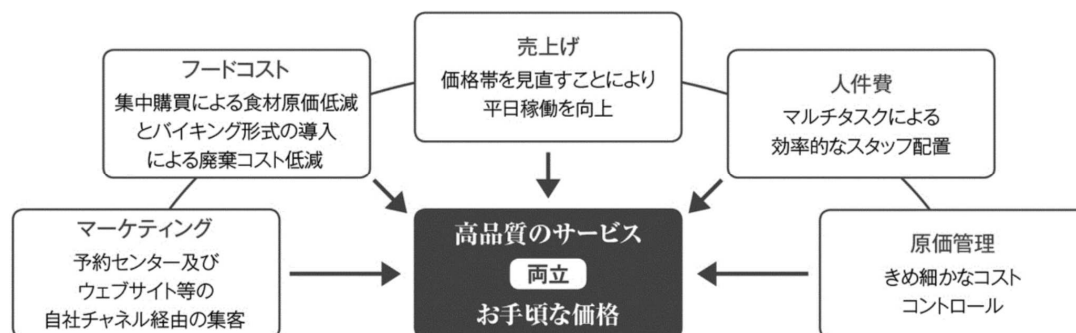 売上げ
価格帯を見直すことにより
平日稼働を向上
フードコスト
集中購買による食材原価低減
とバイキング形式の導入
による廃棄コスト低減
人件費
マルチタスクによる
効率的なスタッフ配置
マーケティング
予約センター及び
ウェブサイト等の
自社チャネル経由の集客
高品質のサービス
両立
お手頃な価格
原価管理
きめ細かなコスト
コントロール